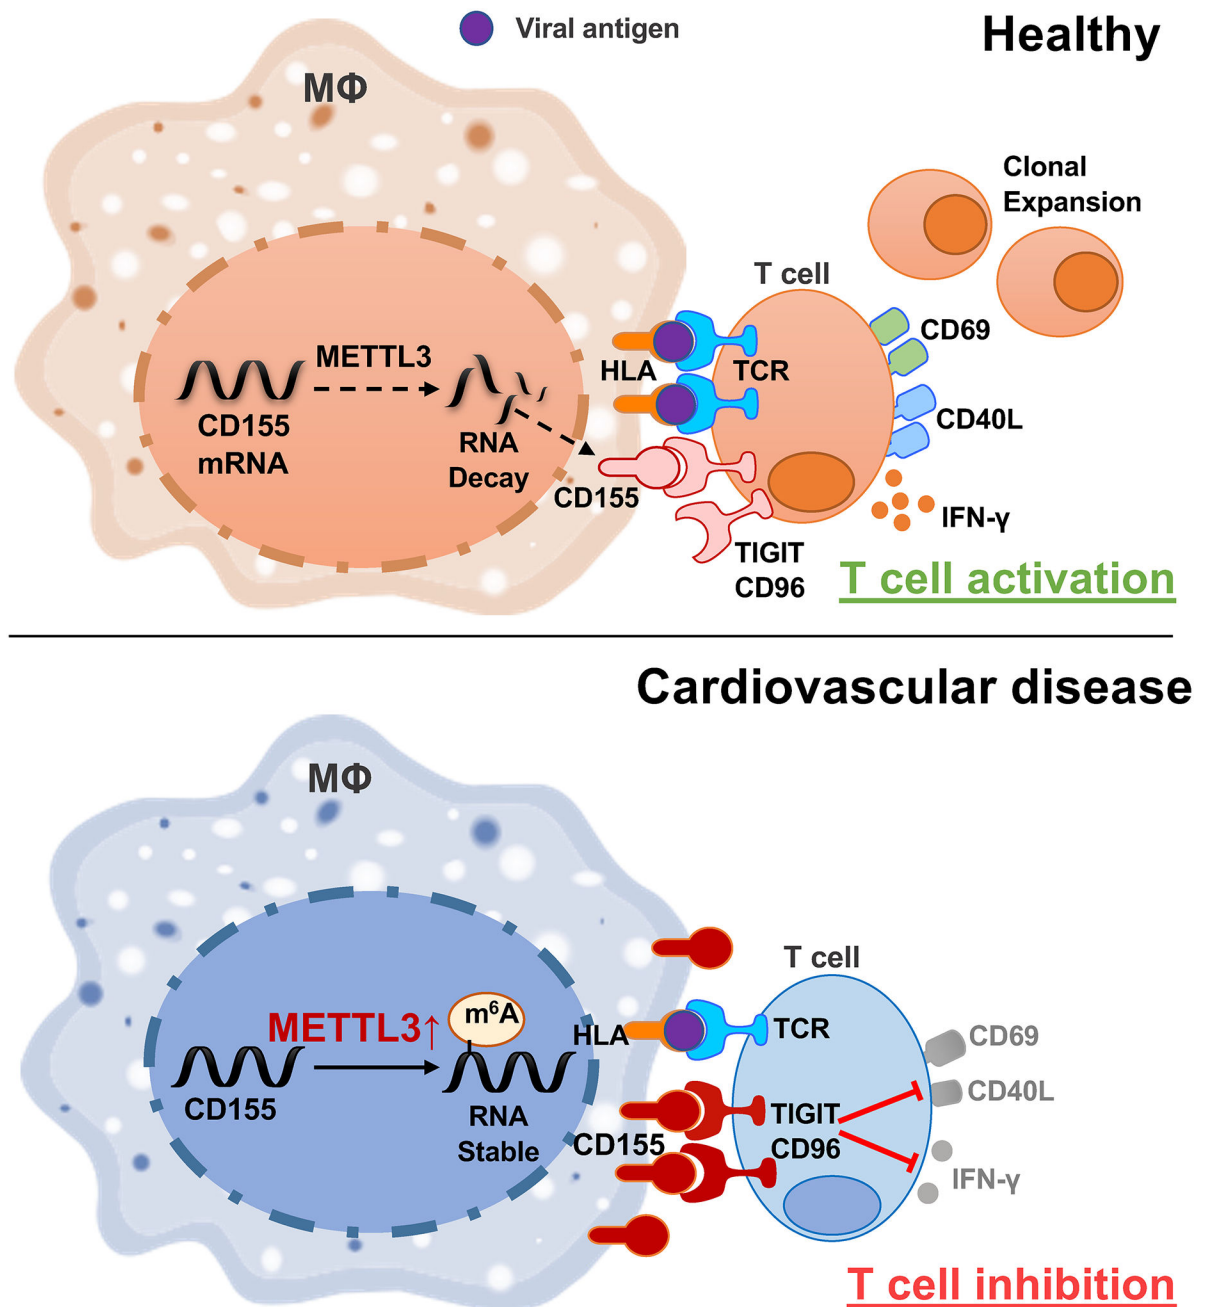 Viral antigen
Healthy
MΦ
Clonal
Expansion
T cell
CD69
METTL3
HLA
TCR
CD155
mRNA
RNA
Decay
CD40L
CD155
IFN-γ
TIGIT
CD96
T cell activation
Cardiovascular disease
MΦ
T cell
m⁶A
METTL3↑
HLA
TCR
CD69
CD155
RNA
Stable
CD40L
CD155
TIGIT
CD96
IFN-γ
T cell inhibition